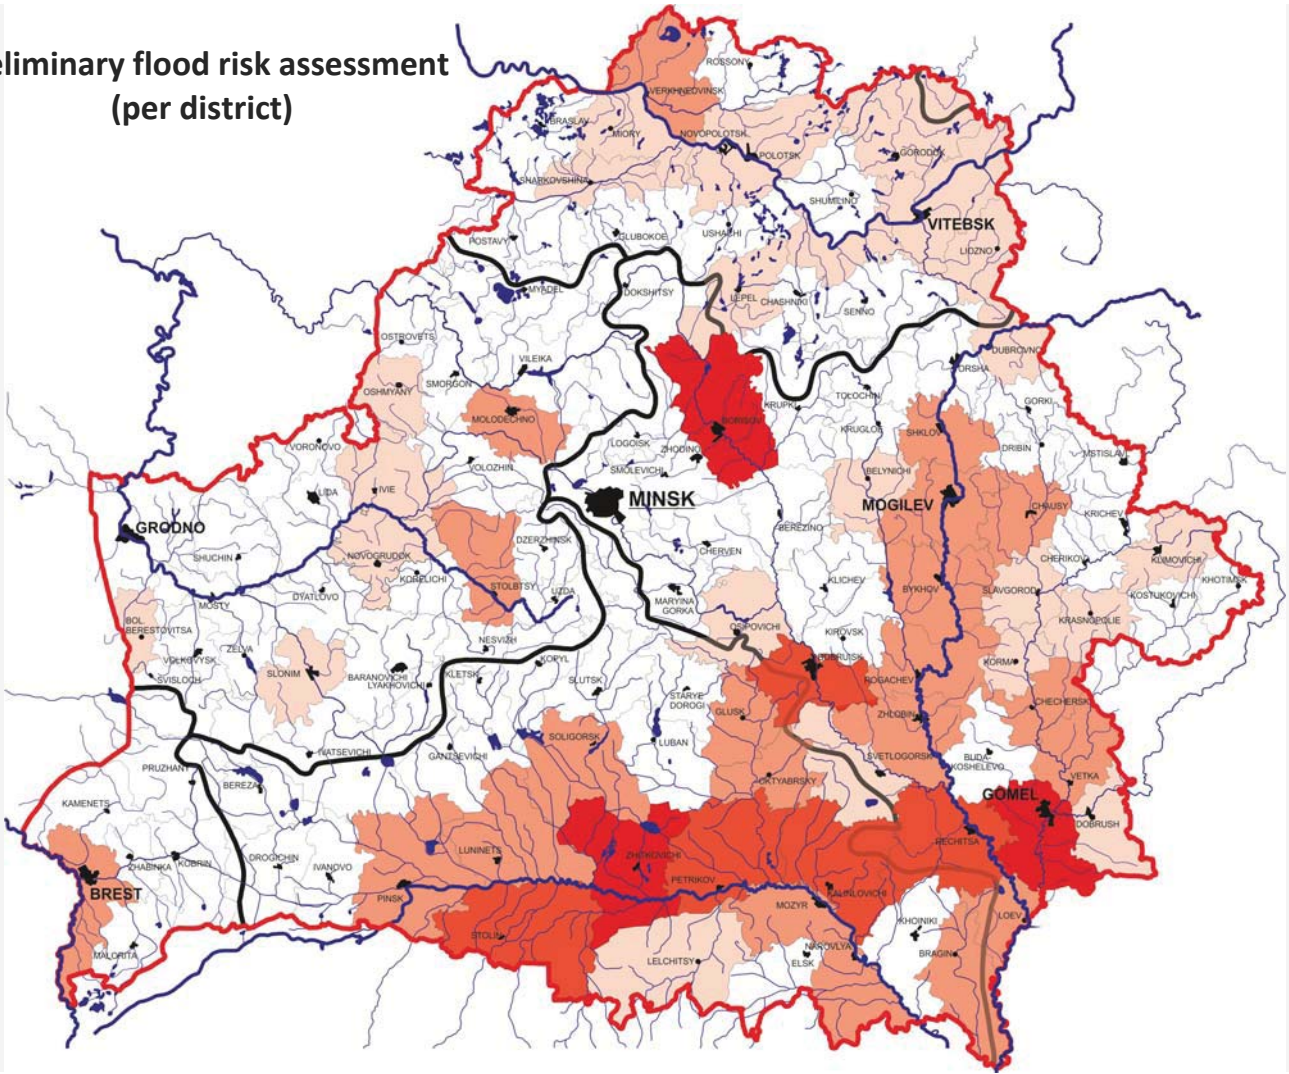 eliminary flood risk assessment
(per district)
ROSSONY
VERKHNEDVINSK
BRASLAV
MIORY
NOVOPOLOTSK
POLOTSK
GORODOK
SHARKOVSHINA
SHUMILINO
VITEBSK
POSTAVY
GLUBOKOE
USHACHI
LIOZNO
MYADEL
DOKSHITSY
LEPEL
CHASHNIKI
SENNO
OSTROVETS
DUBROVNO
VILEIKA
ORSHA
OSHMYANY
SMORGON
KRUPKI
TOLOCHIN
GORKI
MOLODECHNO
BORISOV
KRUGLOE
SHKLOV
VORONOVO
LOGOISK
ZHODINO
DRIBIN
MSTISLAV
VOLOZHIN
SMOLEVICHI
BELYNICHI
LIDA
IVIE
MINSK
MOGILEV
CHAUSY
KRICHEV
GRODNO
BEREZINO
DZERZHINSK
CHERVEN
SHUCHIN
NOVOGRUDOK
CHERIKOV
KLIMOVICHI
KORELICHI
STOLBTSY
KLICHEV
BYKHOV
SLAVGOROD
KHOTIMSK
MOSTY
DYATLOVO
UZDA
MARYINA
GORKA
KOSTUKOVICHI
BOL.
BERESTOVITSA
OSIPOVICHI
KIROVSK
KRASNOPOLIE
ZELVA
NESVIZH
VOLKOVYSK
KOPYL
BOBRUISK
KORMA
SVISLOCH
SLONIM
BARANOVICHI
LYAKHOVICHI
KLETSK
SLUTSK
STARYE
DOROGI
ROGACHEV
GLUSK
ZHLOBIN
CHECHERSK
SOLIGORSK
LUBAN
IVATSEVICHI
GANTSEVICHI
SVETLOGORSK
BUDA-
KOSHELEVO
PRUZHANY
BEREZA
OKTYABRSKY
VETKA
KAMENETS
GOMEL
DOBRUSH
ZHABINKA
KOBRIN
DROGICHIN
IVANOVO
LUNINETS
ZHITKOVICHI
RECHITSA
BREST
PINSK
PETRIKOV
KALINLOVICHI
MOZYR
STOLIN
KHOINIKI
LOEV
MALORITA
LELCHITSY
NAROVLYA
ELSK
BRAGIN